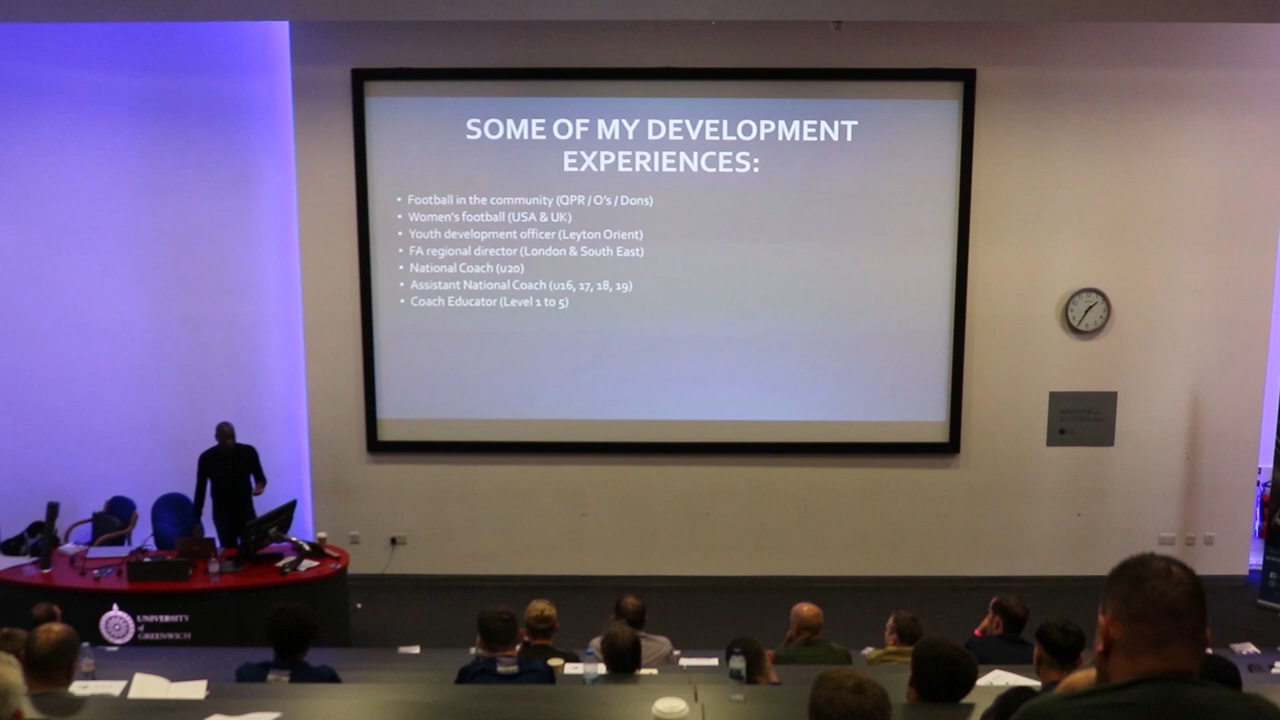 SOME OF MY DEVELOPMENT
EXPERIENCES:
• Football in the community (QPR / O's / Dons)
• Women's football (USA & UK)
• Youth development officer (Leyton Orient)
• FA regional director (London & South East)
• National Coach (u20)
• Assistant National Coach (u16, 17, 18, 19)
• Coach Educator (Level 1 to 5)
UNIVERSITY
of
GREENWICH